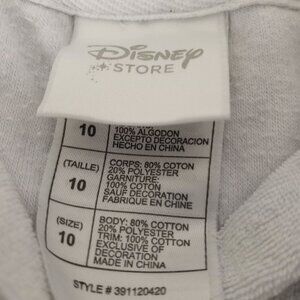 Disney
STORE
10
100% ALGODON
EXCEPTO DECORACION
HECHO EN CHINA
(TAILLE)
10
CORPS: 80% COTON
20% POLYESTER
GARNITURE:
100% COTON
SAUF DECORATION
FABRIQUE EN CHINE
(SIZE)
10
BODY: 80% COTTON
20% POLYESTER
TRIM: 100% COTTON
EXCLUSIVE OF
DECORATION
MADE IN CHINA
STYLE # 391120420